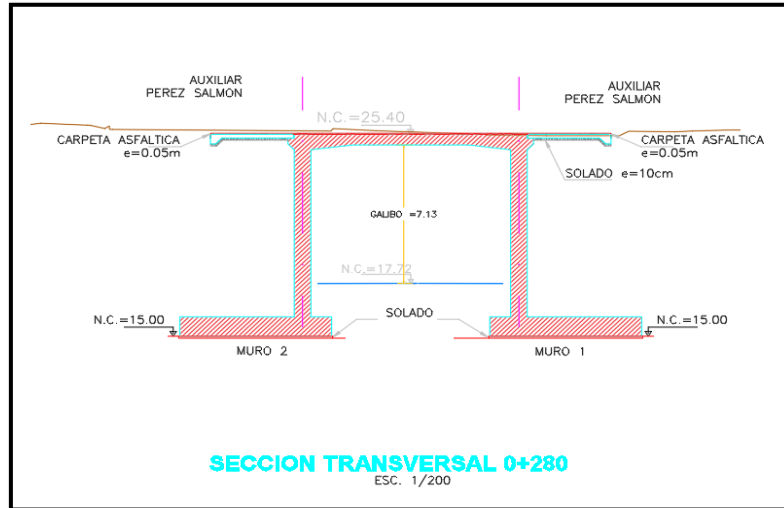 AUXILIAR
PEREZ SALMON
AUXILIAR
PEREZ SALMON
N.C.=25.40
CARPETA ASFALTICA
e=0.05m
CARPETA ASFALTICA
e=0.05m
SOLADO e=10cm
GALIBO =7.13
N.C.=17.72
N.C.=15.00
SOLADO
N.C.=15.00
MURO 2
MURO 1
SECCION TRANSVERSAL 0+280
ESC. 1/200